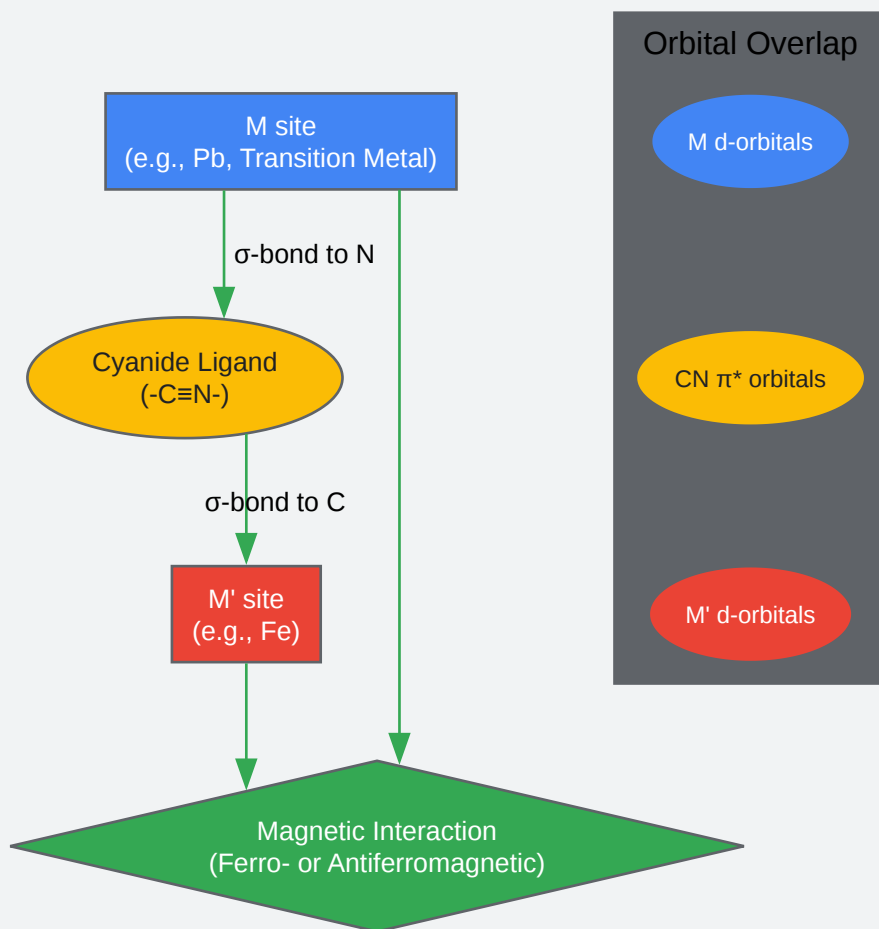 M site
(e.g., Pb, Transition Metal)
σ-bond to N
Cyanide Ligand
(-C≡N-)
σ-bond to C
M' site
(e.g., Fe)
Magnetic Interaction
(Ferro- or Antiferromagnetic)
Orbital Overlap
M d-orbitals
CN π* orbitals
M' d-orbitals